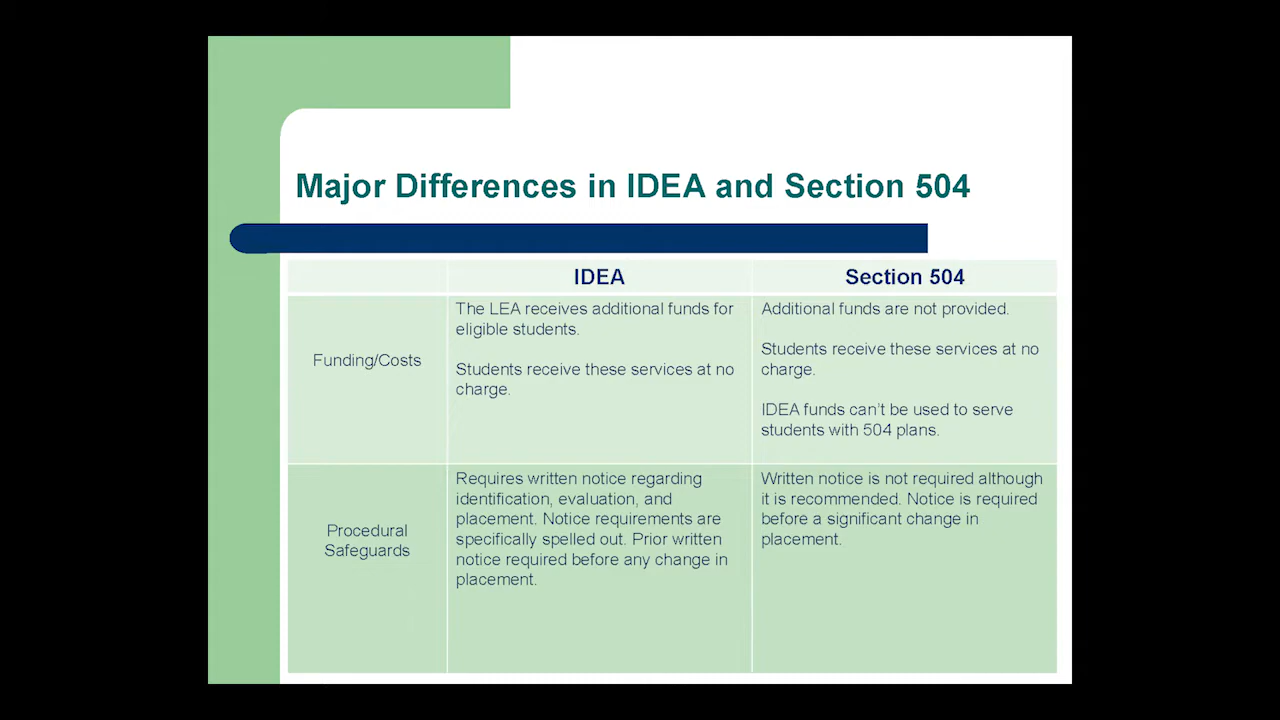 Major Differences in IDEA and Section 504
IDEA
Section 504
Funding/Costs
The LEA receives additional funds for
eligible students.
Students receive these services at no
charge.
Additional funds are not provided.
Students receive these services at no
charge.
IDEA funds can't be used to serve
students with 504 plans.
Procedural
Safeguards
Requires written notice regarding
identification, evaluation, and
placement. Notice requirements are
specifically spelled out. Prior written
notice required before any change in
placement.
Written notice is not required although
it is recommended. Notice is required
before a significant change in
placement.